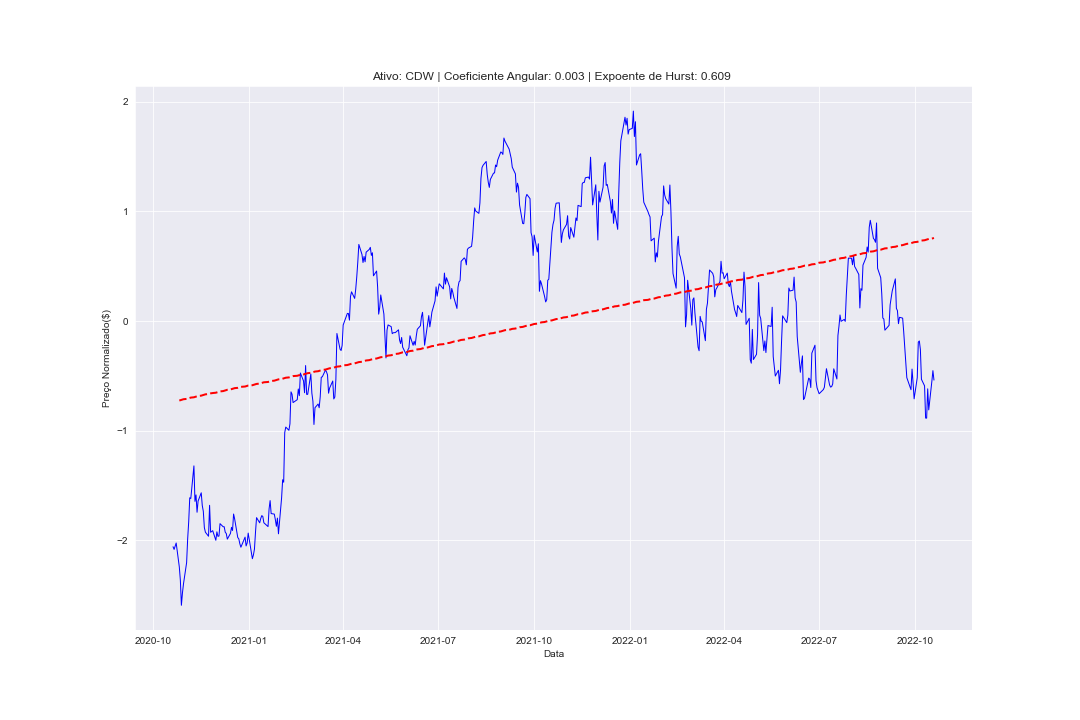 Ativo: CDW | Coeficiente Angular: 0.003 | Expoente de Hurst: 0.609
2
1
0
−1
−2
Preço Normalizado($)
2020-10 2021-01 2021-04 2021-07 2021-10 2022-01 2022-04 2022-07 2022-10
Data